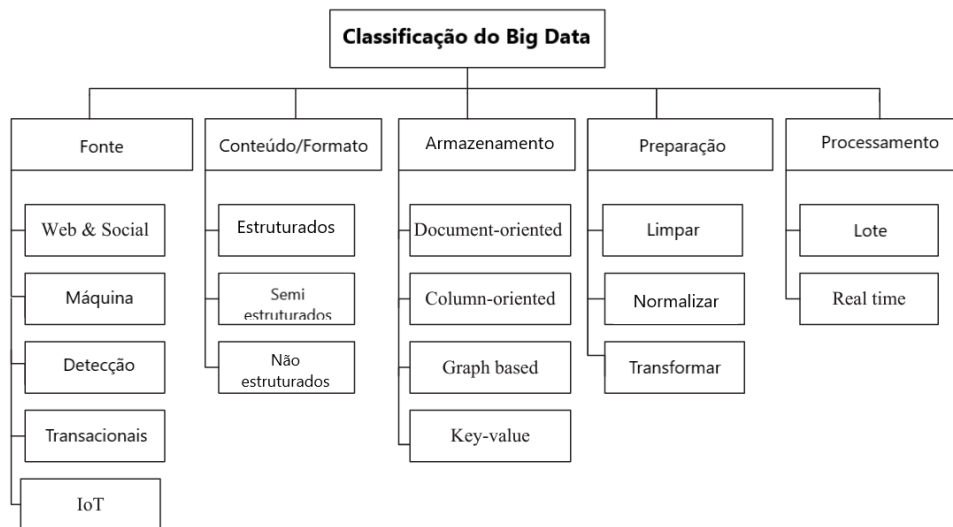 Classificação do Big Data
Fonte
Conteúdo/Formato
Armazenamento
Preparação
Processamento
Web & Social
Máquina
Detecção
Transacionais
IoT
Estruturados
Semi
estruturados
Não
estruturados
Document-oriented
Column-oriented
Graph based
Key-value
Limpar
Normalizar
Transformar
Lote
Real time